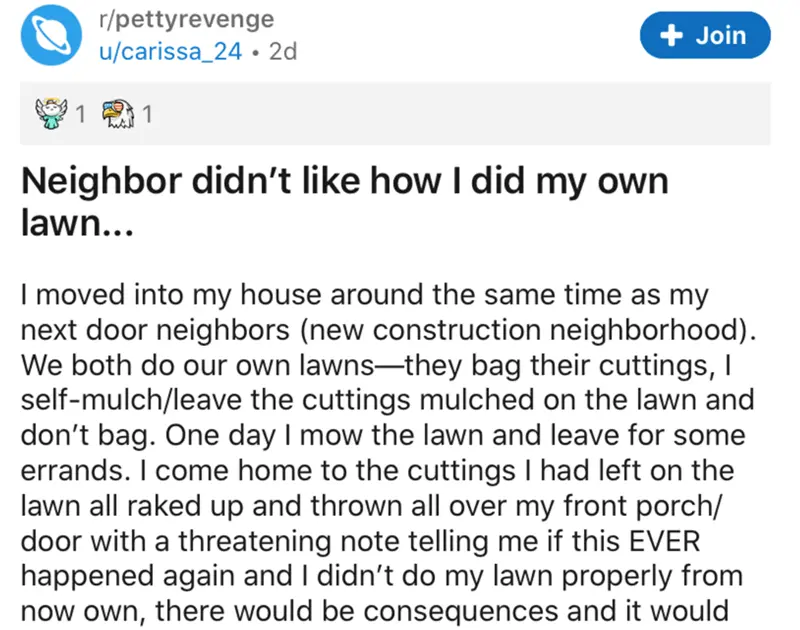 r/pettyrevenge
u/carissa_24 • 2d
+ Join
1 1
Neighbor didn’t like how I did my own
lawn...
I moved into my house around the same time as my
next door neighbors (new construction neighborhood).
We both do our own lawns—they bag their cuttings, I
self-mulch/leave the cuttings mulched on the lawn and
don’t bag. One day I mow the lawn and leave for some
errands. I come home to the cuttings I had left on the
lawn all raked up and thrown all over my front porch/
door with a threatening note telling me if this EVER
happened again and I didn’t do my lawn properly from
now own, there would be consequences and it would